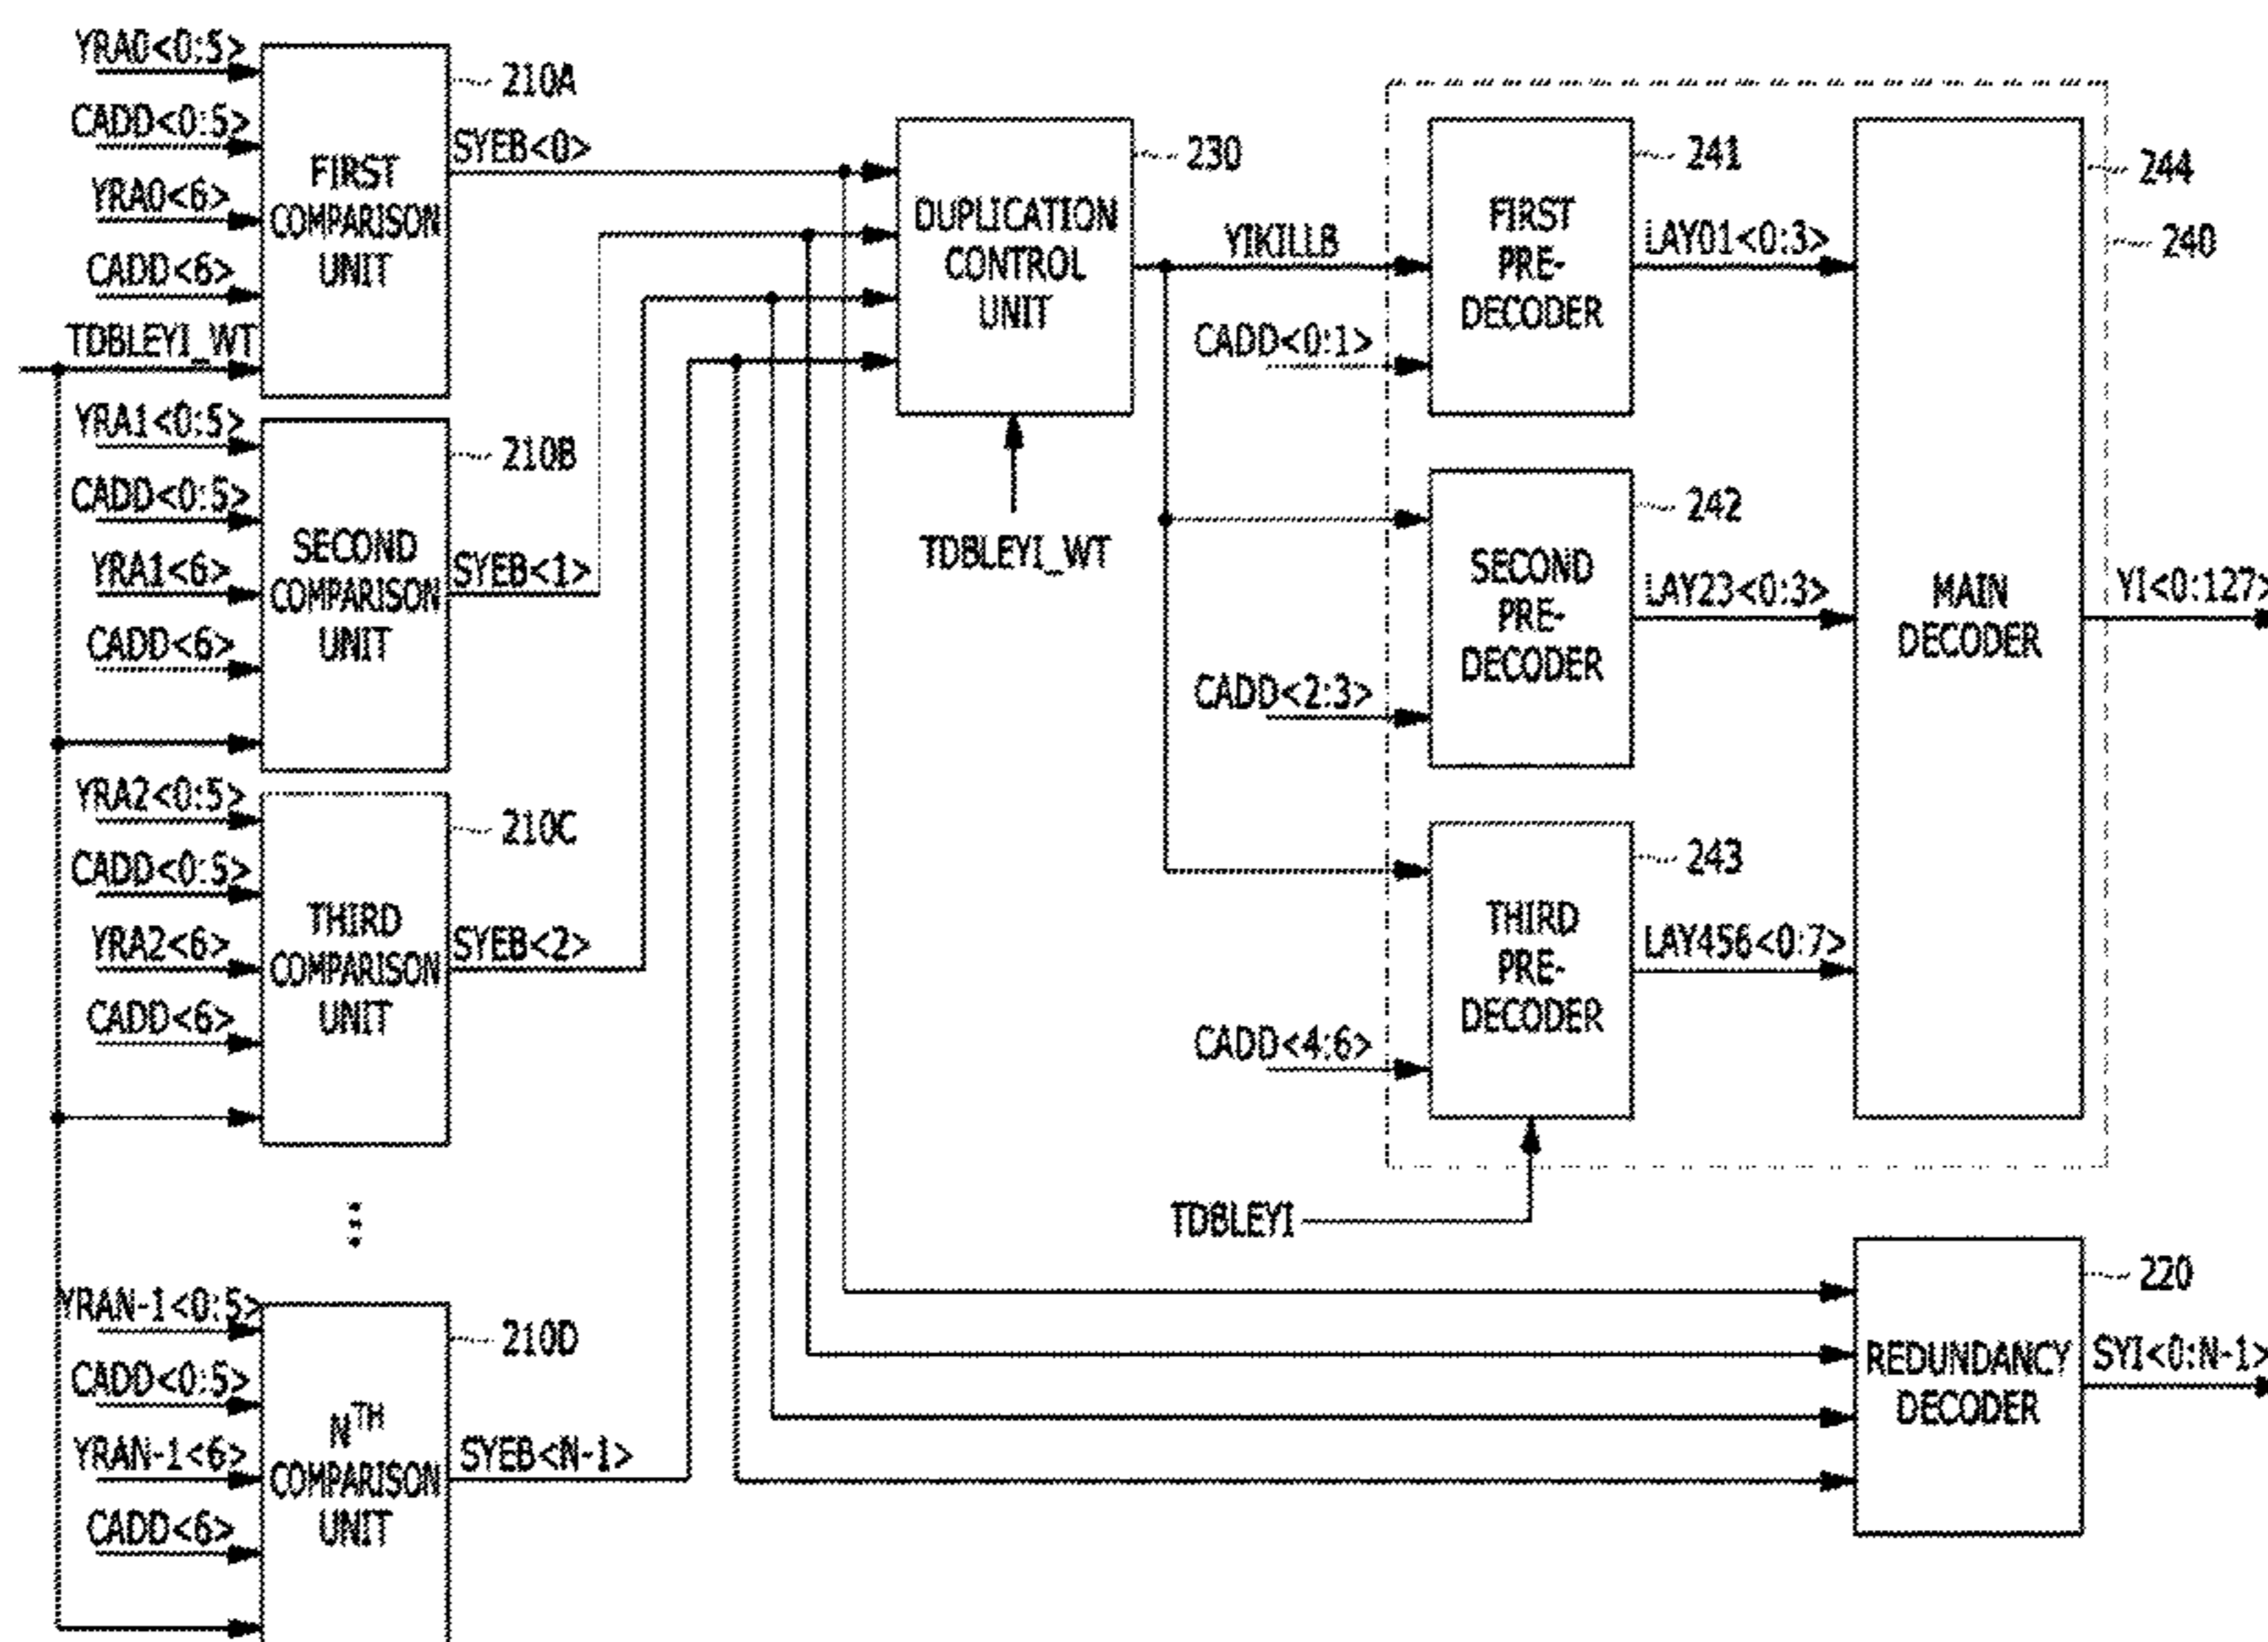 YRA0<0:5>
CADD<0:5>
YRA0<6>
CADD<6>
TDBLEYI_WT
FIRST
COMPARISON
UNIT
210A
SYEB<0>
YRA1<0:5>
CADD<0:5>
YRA1<6>
CADD<6>
SECOND
COMPARISON
UNIT
210B
SYEB<1>
YRA2<0:5>
CADD<0:5>
YRA2<6>
CADD<6>
THIRD
COMPARISON
UNIT
210C
SYEB<2>
YRAN-1<0:5>
CADD<0:5>
YRAN-1<6>
CADD<6>
NTH
COMPARISON
UNIT
210D
SYEB<N-1>
DUPLICATION
CONTROL
UNIT
230
TDBLEYI_WT
YIKILLB
CADD<0:1>
FIRST
PRE-
DECODER
241
LAY01<0:3>
CADD<2:3>
SECOND
PRE-
DECODER
242
LAY23<0:3>
CADD<4:6>
THIRD
PRE-
DECODER
243
LAY456<0:7>
TDBLEYI
MAIN
DECODER
244
240
YI<0:127>
REDUNDANCY
DECODER
220
SYI<0:N-1>